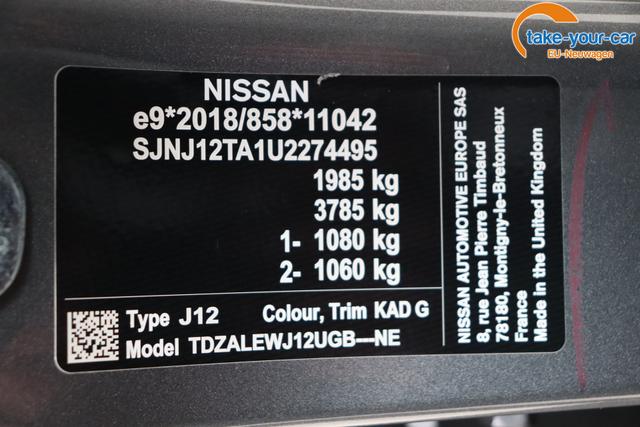 take-your-car
EU-Neuwagen
NISSAN
e9*2018/858*11042
SJNJ12TA1U2274495
1985 kg
3785 kg
1- 1080 kg
2- 1060 kg
Type J12 Colour, Trim KAD G
Model TDZALEWJ12UGB---NE
NISSAN AUTOMOTIVE EUROPE SAS
8, rue Jean Pierre Timbaud
78180, Montigny-le-Bretonneux
France
Made in the United Kingdom